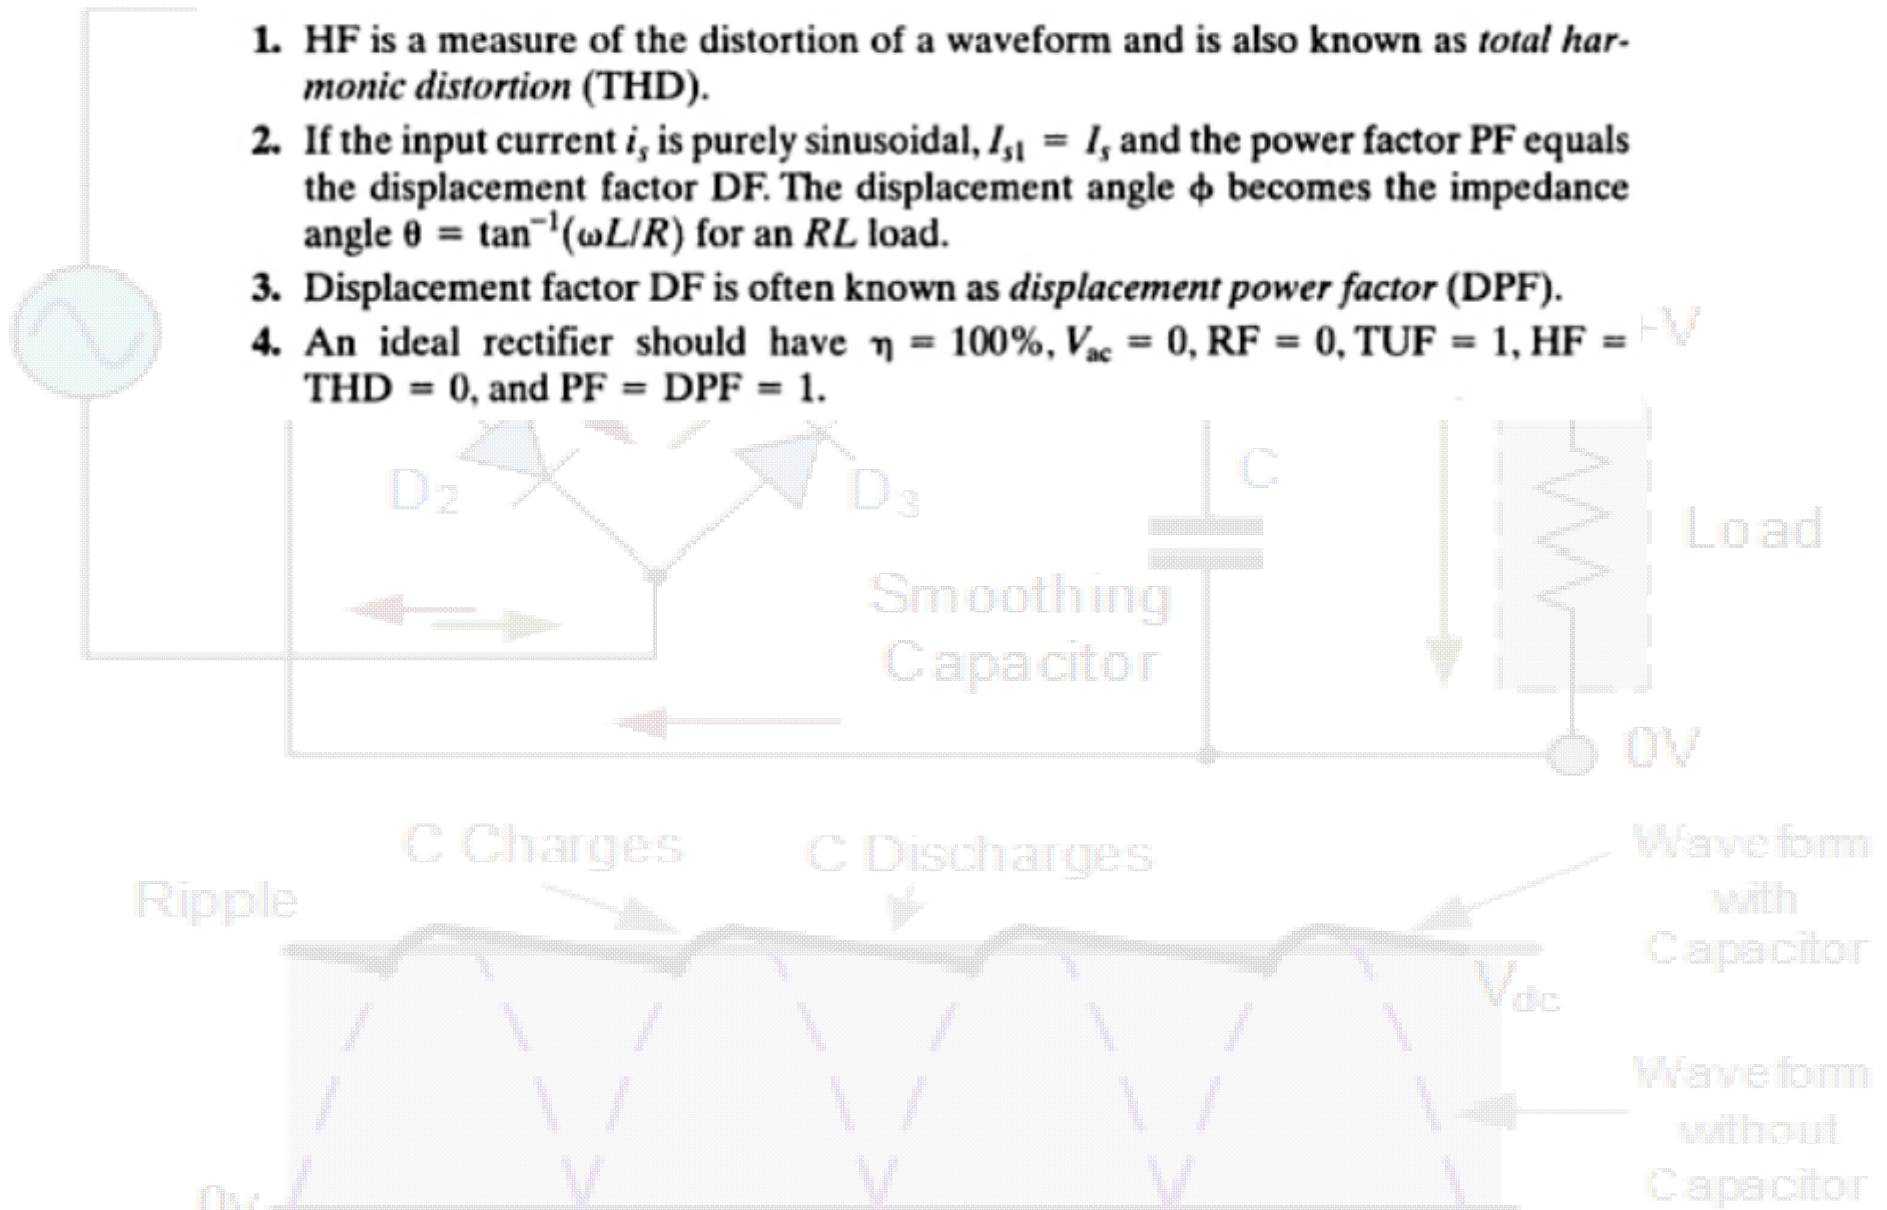 1. HF is a measure of the distortion of a waveform and is also known as total har-
monic distortion (THD).
2. If the input current iₛ is purely sinusoidal, Iₛ₁ = Iₛ and the power factor PF equals
the displacement factor DF. The displacement angle ϕ becomes the impedance
angle θ = tan⁻¹(ωL/R) for an RL load.
3. Displacement factor DF is often known as displacement power factor (DPF).
4. An ideal rectifier should have η = 100%, Vac = 0, RF = 0, TUF = 1, HF =
THD = 0, and PF = DPF = 1.
+V
D2
D3
C
Load
Smoothing
Capacitor
0V
C Charges
C Discharges
Ripple
Waveform
with
Capacitor
Vdc
Waveform
without
Capacitor
0v